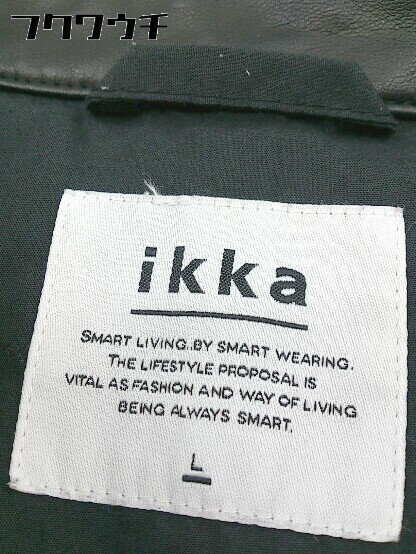 フクワウチ
ikka
SMART LIVING..BY SMART WEARING.
THE LIFESTYLE PROPOSAL IS
VITAL AS FASHION AND WAY OF LIVING
BEING ALWAYS SMART.
L